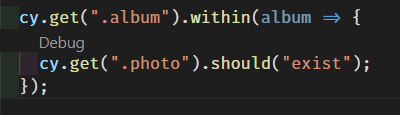 cy.get(".album").within(album => {
Debug
cy.get(".photo").should("exist");
});